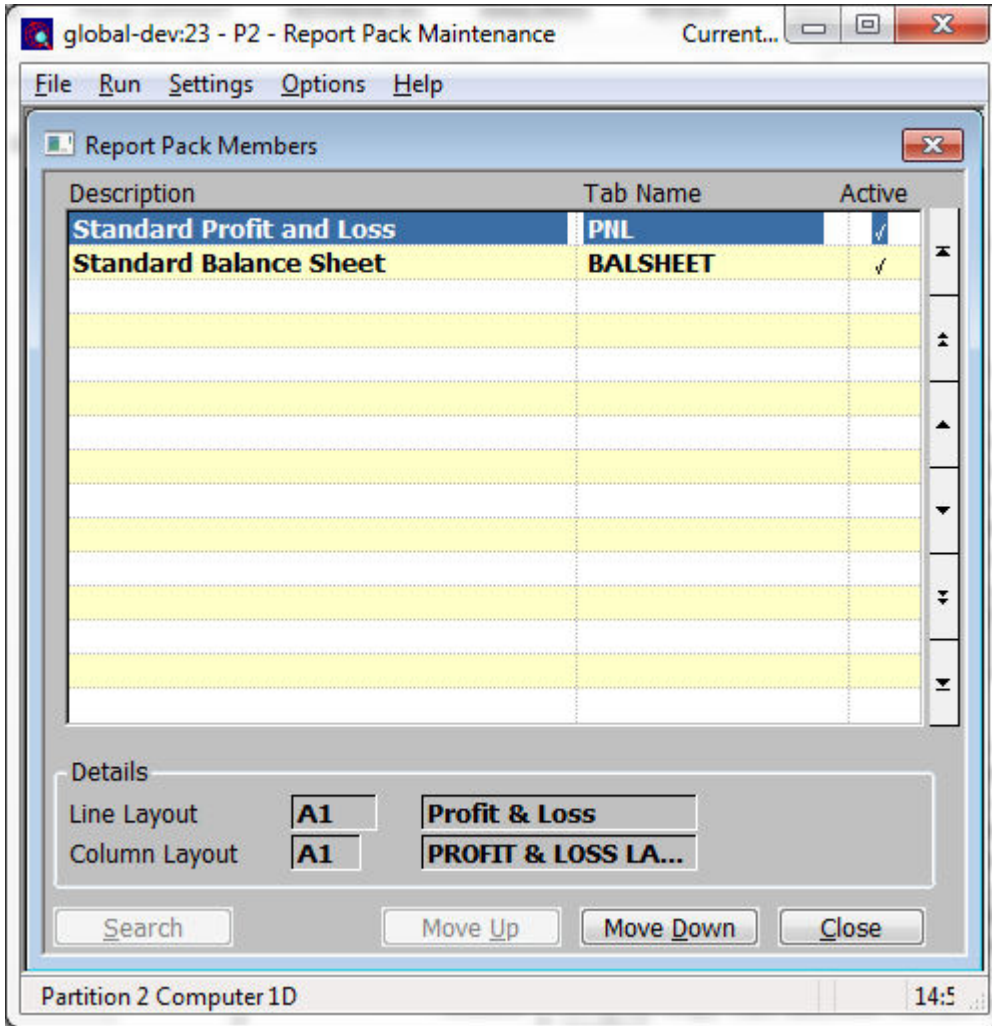 global-dev:23 - P2 - Report Pack Maintenance Current...
File Run Settings Options Help
Report Pack Members
Description Tab Name Active
Standard Profit and Loss PNL √
Standard Balance Sheet BALSHEET √
Details
Line Layout A1 Profit & Loss
Column Layout A1 PROFIT & LOSS LA...
Search Move Up Move Down Close
Partition 2 Computer 1D 14:5